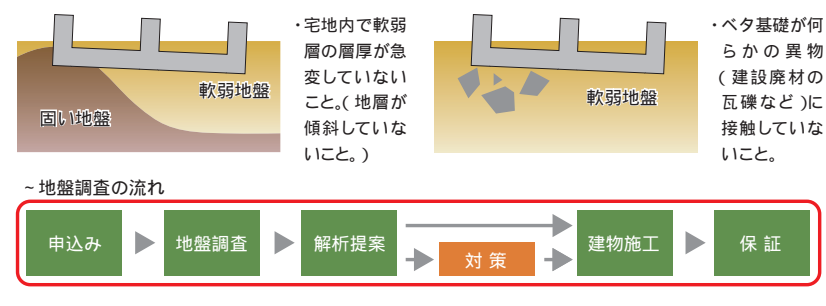 軟弱地盤
固い地盤
・宅地内で軟弱
層の層厚が急
変していない
こと。(地層が
傾斜していな
いこと。)
軟弱地盤
・ベタ基礎が何
らかの異物
(建設廃材の
瓦礫など)に
接触していな
いこと。
~地盤調査の流れ
申込み
地盤調査
解析提案
対策
建物施工
保証